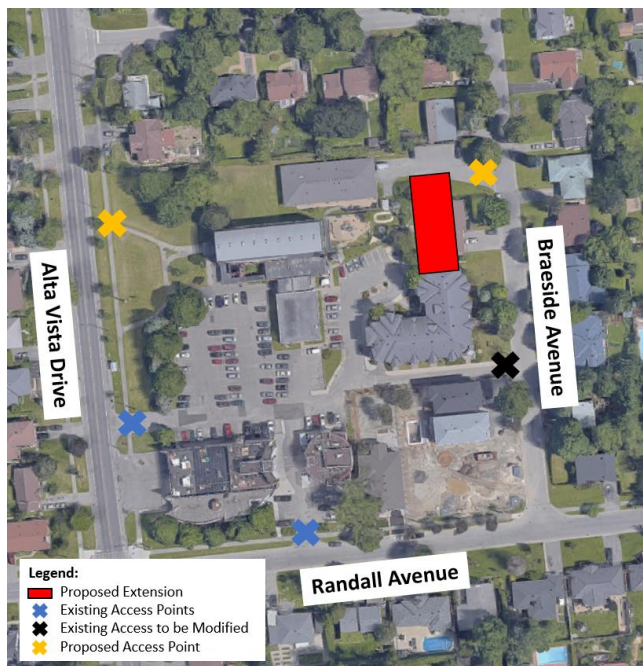 Alta Vista Drive
Braeside Avenue
Randall Avenue
Legend:
Proposed Extension
Existing Access Points
Existing Access to be Modified
Proposed Access Point